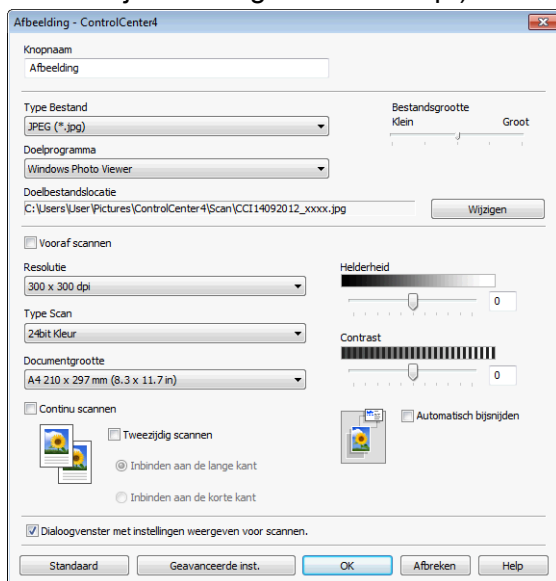 Afbeelding - ControlCenter4
Knopnaam
Afbeelding
Type Bestand
JPEG (*.jpg)
Bestandsgrootte
Klein Groot
Doelprogramma
Windows Photo Viewer
Doelbestandslocatie
C:\Users\User\Pictures\ControlCenter4\Scan\CCI14092012_xxxx.jpg
Wijzigen
Vooraf scannen
Resolutie
300 x 300 dpi
Helderheid
0
Type Scan
24bit Kleur
Contrast
0
Documentgrootte
A4 210 x 297 mm (8.3 x 11.7 in)
Continu scannen
Automatisch bijsnijden
Tweezijdig scannen
Inbinden aan de lange kant
Inbinden aan de korte kant
Dialoogvenster met instellingen weergeven voor scannen.
Standaard Geavanceerde inst. OK Afbreken Help